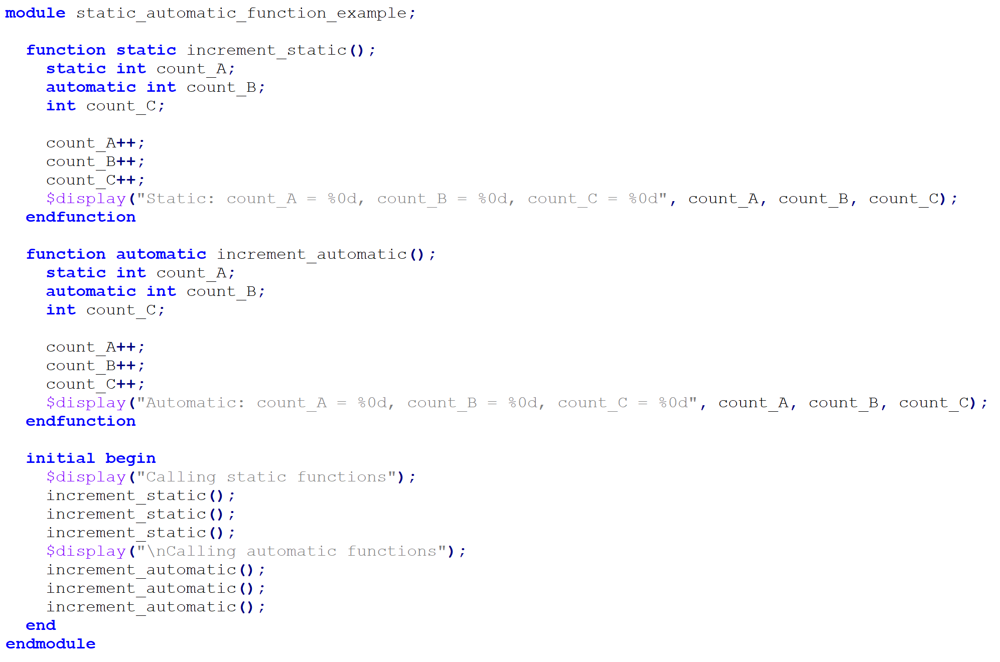 module static_automatic_function_example;
function static increment_static();
static int count_A;
automatic int count_B;
int count_C;
count_A++;
count_B++;
count_C++;
$display("Static: count_A = %0d, count_B = %0d, count_C = %0d", count_A, count_B, count_C);
endfunction
function automatic increment_automatic();
static int count_A;
automatic int count_B;
int count_C;
count_A++;
count_B++;
count_C++;
$display("Automatic: count_A = %0d, count_B = %0d, count_C = %0d", count_A, count_B, count_C);
endfunction
initial begin
$display("Calling static functions");
increment_static();
increment_static();
increment_static();
$display("\nCalling automatic functions");
increment_automatic();
increment_automatic();
increment_automatic();
end
endmodule